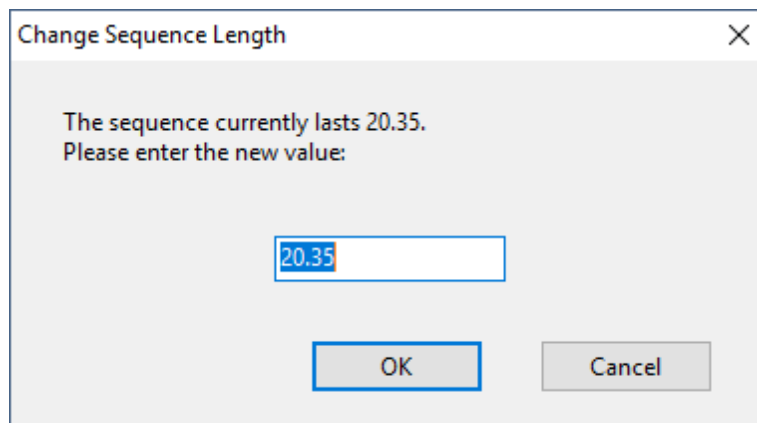 Change Sequence Length
The sequence currently lasts 20.35.
Please enter the new value:
20.35
OK
Cancel